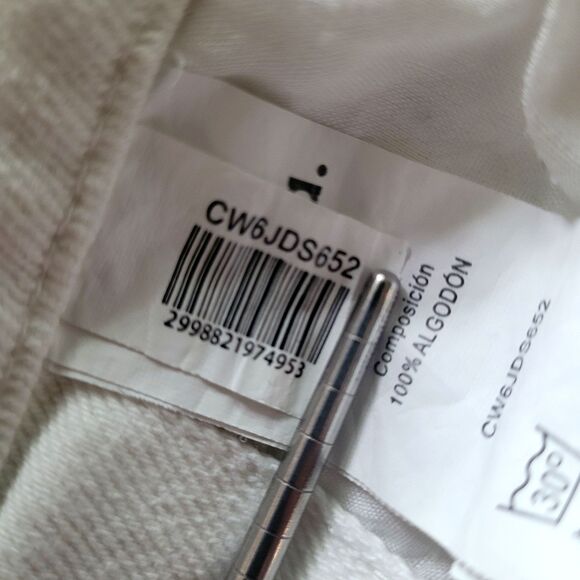 CW6JDS652
2998821974953
Composición
100% ALGODÓN
CW6JDS652
30°